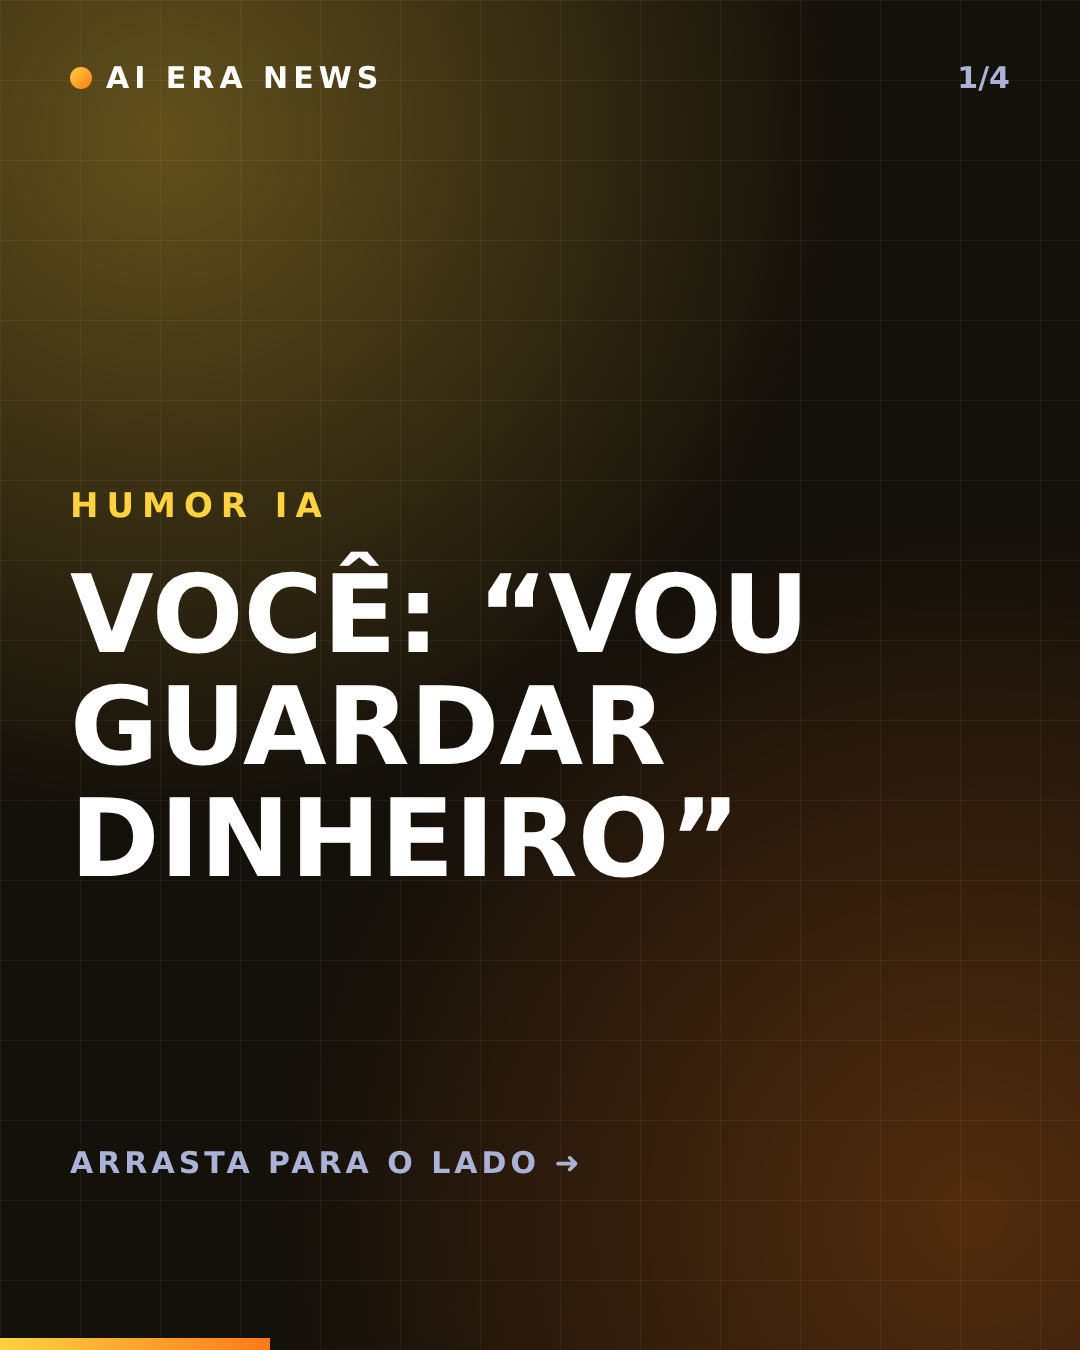 AI ERA NEWS
1/4
HUMOR IA
VOCÊ: “VOU
GUARDAR
DINHEIRO”
ARRASTA PARA O LADO →